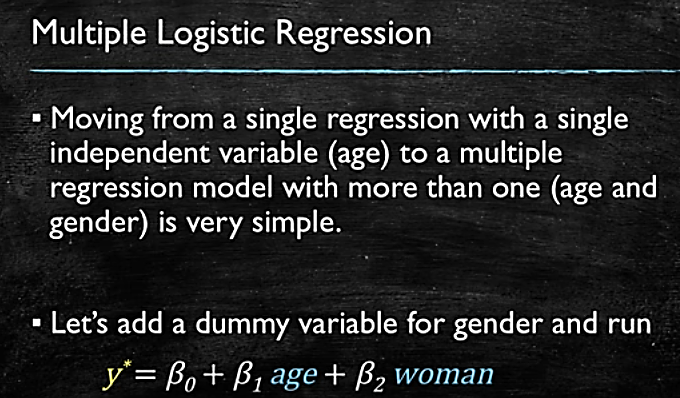 Multiple Logistic Regression
▪ Moving from a single regression with a single
independent variable (age) to a multiple
regression model with more than one (age and
gender) is very simple.
▪ Let's add a dummy variable for gender and run
y* = β₀ + β₁ age + β₂ woman